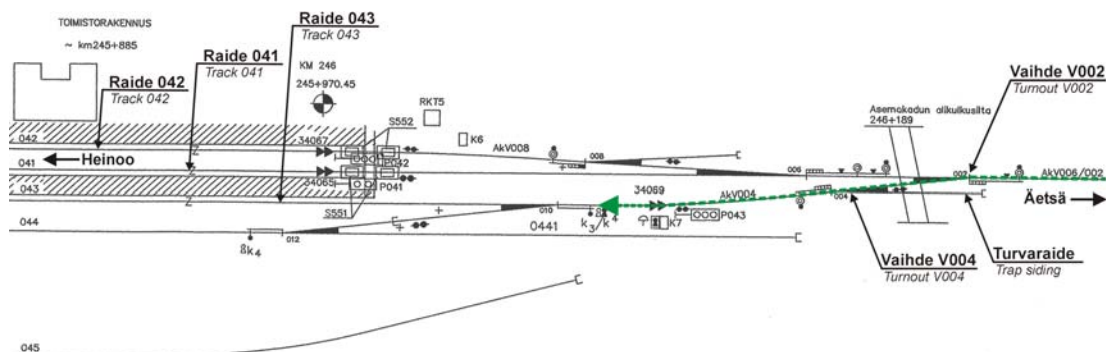 TOIMISTORAKENNUS
~ km245+885
Raide 042
Track 042
Raide 041
Track 041
Raide 043
Track 043
KM 246
245+970.45
RKT5
S552
K6
Vaihde V002
Turnout V002
Asemakadun alikulkusilta
246+189
042
34067
P042
AkV008
008
006
002
AkV006/002
041
Heinoo
34065
P041
043
S551
34069
AkV004
004
Äetsä
010
P043
K7
k₃/k⁴
0441
044
012
ßk₄
Vaihde V004
Turnout V004
Turvaraide
Trap siding
045